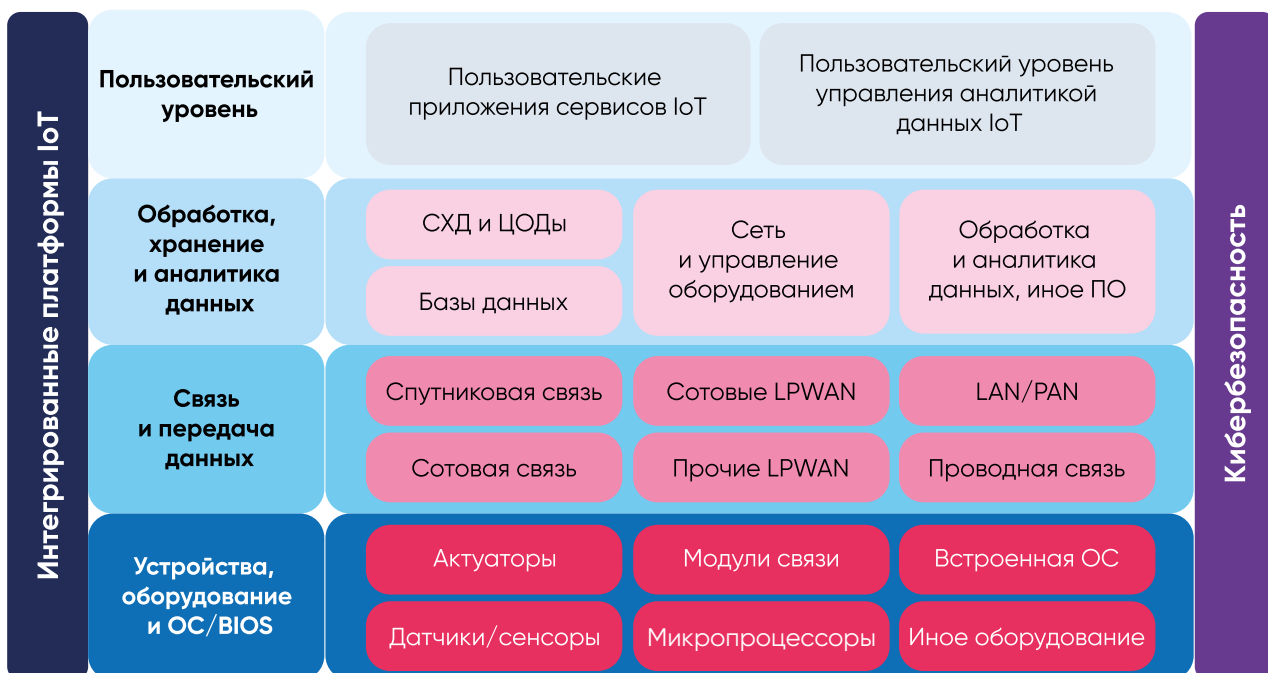 Интегрированные платформы IoT
Пользовательский
уровень
Пользовательские
приложения сервисов IoT
Пользовательский уровень
управления аналитикой
данных IoT
Обработка,
хранение
и аналитика
данных
СХД и ЦОДы
Базы данных
Сеть
и управление
оборудованием
Обработка
и аналитика
данных, иное ПО
Связь
и передача
данных
Спутниковая связь
Сотовые LPWAN
LAN/PAN
Сотовая связь
Прочие LPWAN
Проводная связь
Устройства,
оборудование
и ОС/BIOS
Актуаторы
Модули связи
Встроенная ОС
Датчики/сенсоры
Микропроцессоры
Иное оборудование
Кибербезопасность